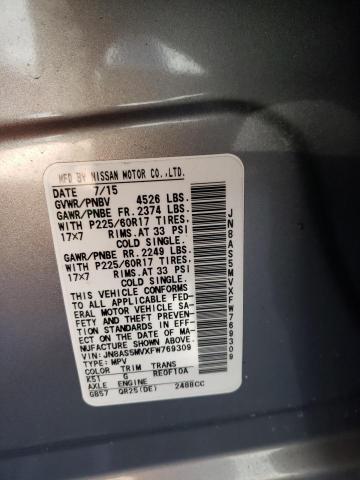 MFD BY NISSAN MOTOR CO.,LTD.
DATE 7/15
GVWR/PNBV 4526 LBS.
GAWR/PNBE FR. 2374 LBS.
WITH P225/60R17 TIRES
17×7 RIMS.AT 33 PSI
COLD SINGLE.
GAWR/PNBE RR. 2249 LBS.
WITH P225/60R17 TIRES
17×7 RIMS.AT 33 PSI
COLD SINGLE.
THIS VEHICLE CONFORMS
TO ALL APPLICABLE FED-
ERAL MOTOR VEHICLE SA-
FETY AND THEFT PREVEN-
TION STANDARDS IN EFF-
ECT ON THE DATE OF MA-
NUFACTURE SHOWN ABOVE.
VIN: JN8AS5MVXFW769309
TYPE: MPV
COLOR TRIM TRANS
K51 G RE0F10A
AXLE ENGINE
GB57 QR25(DE) 2488CC
JN8AS5MVXFW769309